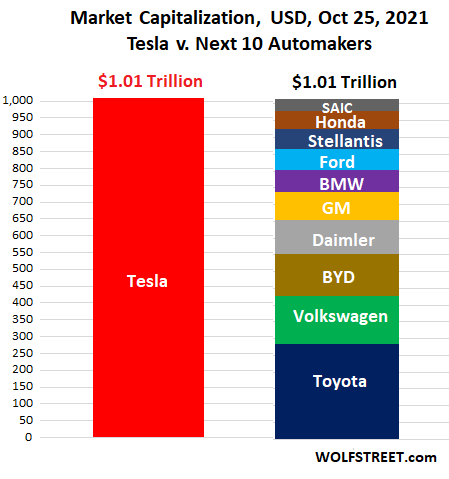 Market Capitalization, USD, Oct 25, 2021
Tesla v. Next 10 Automakers
$1.01 Trillion
$1.01 Trillion
1,000
950
900
850
800
750
700
650
600
550
500
450
400
350
300
250
200
150
100
50
0
Tesla
SAIC
Honda
Stellantis
Ford
BMW
GM
Daimler
BYD
Volkswagen
Toyota
WOLFSTREET.com